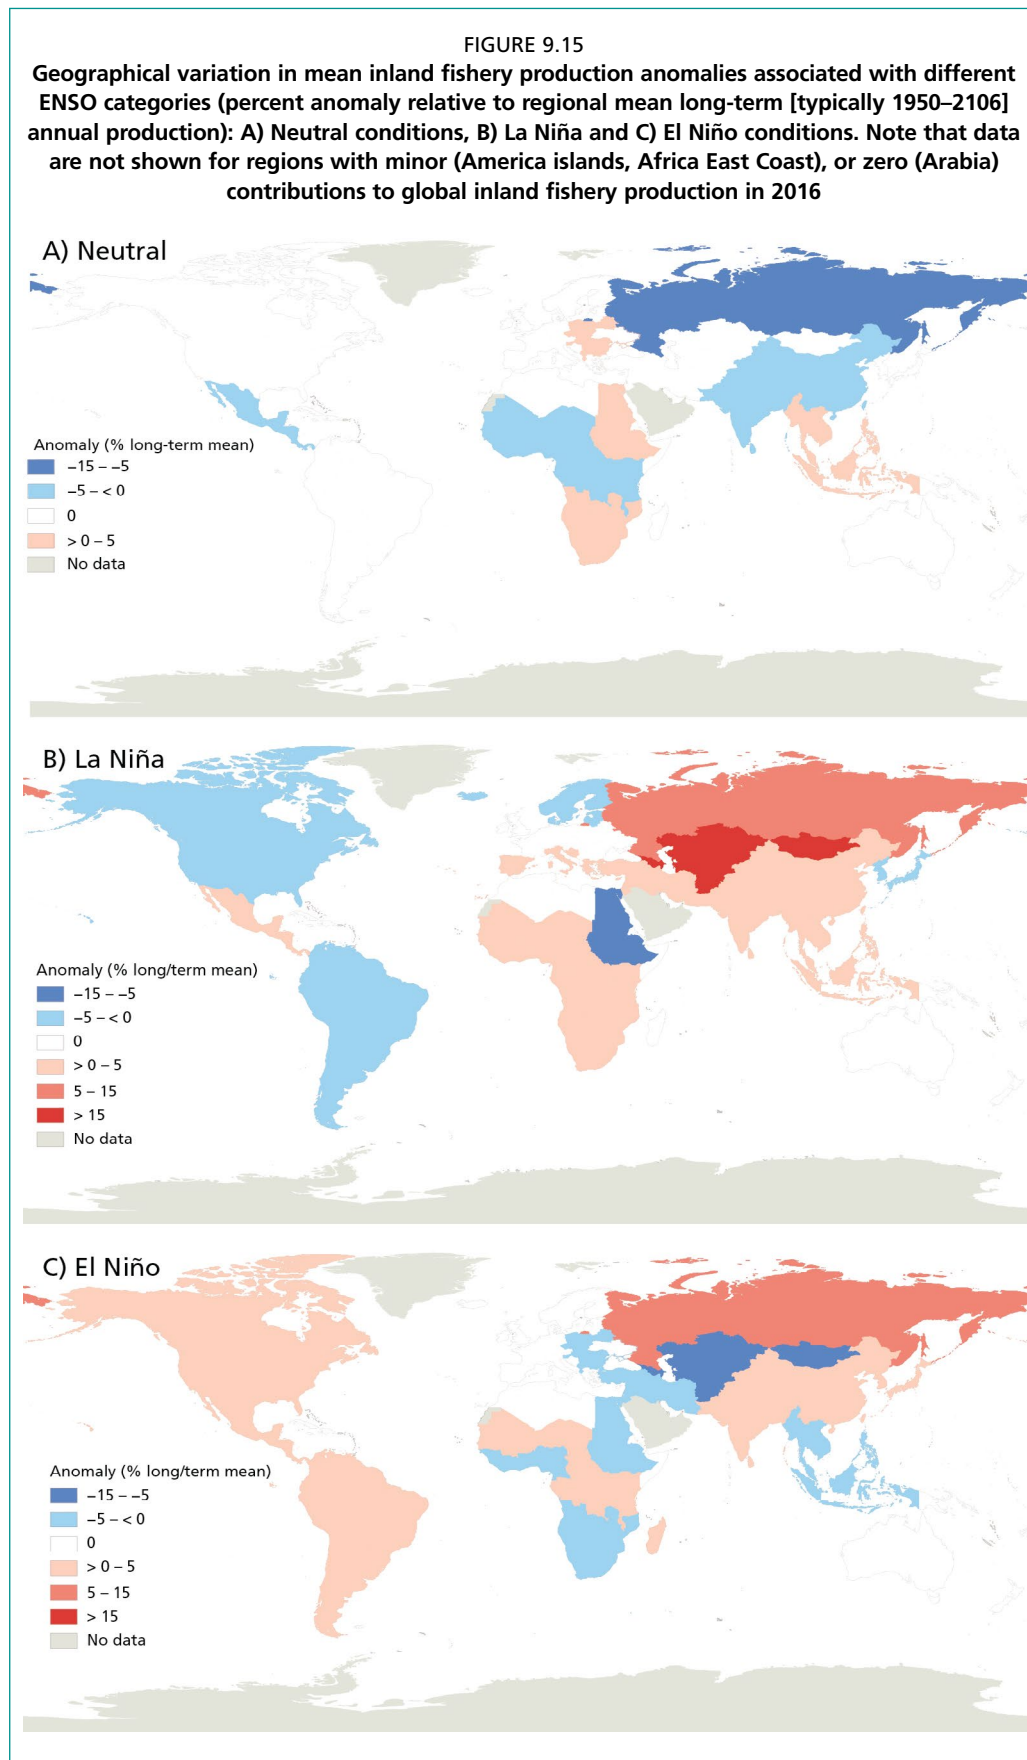 FIGURE 9.15
Geographical variation in mean inland fishery production anomalies associated with different
ENSO categories (percent anomaly relative to regional mean long-term [typically 1950–2106]
annual production): A) Neutral conditions, B) La Niña and C) El Niño conditions. Note that data
are not shown for regions with minor (America islands, Africa East Coast), or zero (Arabia)
contributions to global inland fishery production in 2016
A) Neutral
Anomaly (% long-term mean)
−15 – −5
−5 – < 0
0
> 0 – 5
No data
B) La Niña
Anomaly (% long/term mean)
−15 – −5
−5 – < 0
0
> 0 – 5
5 – 15
> 15
No data
C) El Niño
Anomaly (% long/term mean)
−15 – −5
−5 – < 0
0
> 0 – 5
5 – 15
> 15
No data